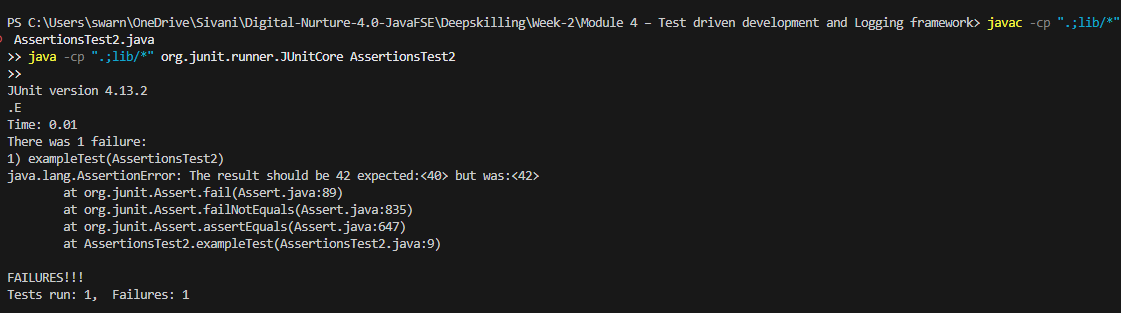 PS C:\Users\swarn\OneDrive\Sivani\Digital-Nurture-4.0-JavaFSE\Deepskilling\Week-2\Module 4 – Test driven development and Logging framework> javac -cp ".;lib/*"
 AssertionsTest2.java
>> java -cp ".;lib/*" org.junit.runner.JUnitCore AssertionsTest2
>>
JUnit version 4.13.2
.E
Time: 0.01
There was 1 failure:
1) exampleTest(AssertionsTest2)
java.lang.AssertionError: The result should be 42 expected:<40> but was:<42>
        at org.junit.Assert.fail(Assert.java:89)
        at org.junit.Assert.failNotEquals(Assert.java:835)
        at org.junit.Assert.assertEquals(Assert.java:647)
        at AssertionsTest2.exampleTest(AssertionsTest2.java:9)

FAILURES!!!
Tests run: 1,  Failures: 1